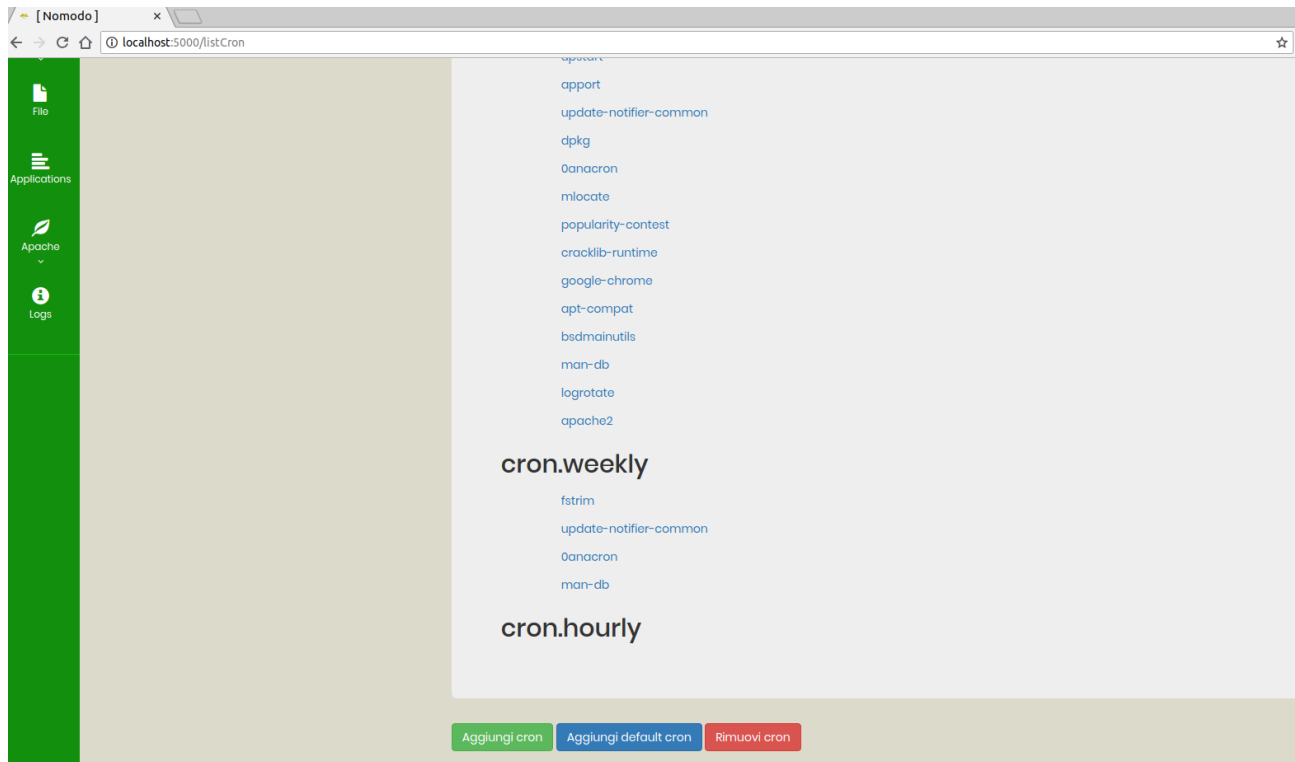 [ Nomodo ]
localhost:5000/listCron
File
Applications
Apache
Logs
upstart
apport
update-notifier-common
dpkg
0anacron
mlocate
popularity-contest
cracklib-runtime
google-chrome
apt-compat
bsdmainutils
man-db
logrotate
apache2
cron.weekly
fstrim
update-notifier-common
0anacron
man-db
cron.hourly
Aggiungi cron
Aggiungi default cron
Rimuovi cron